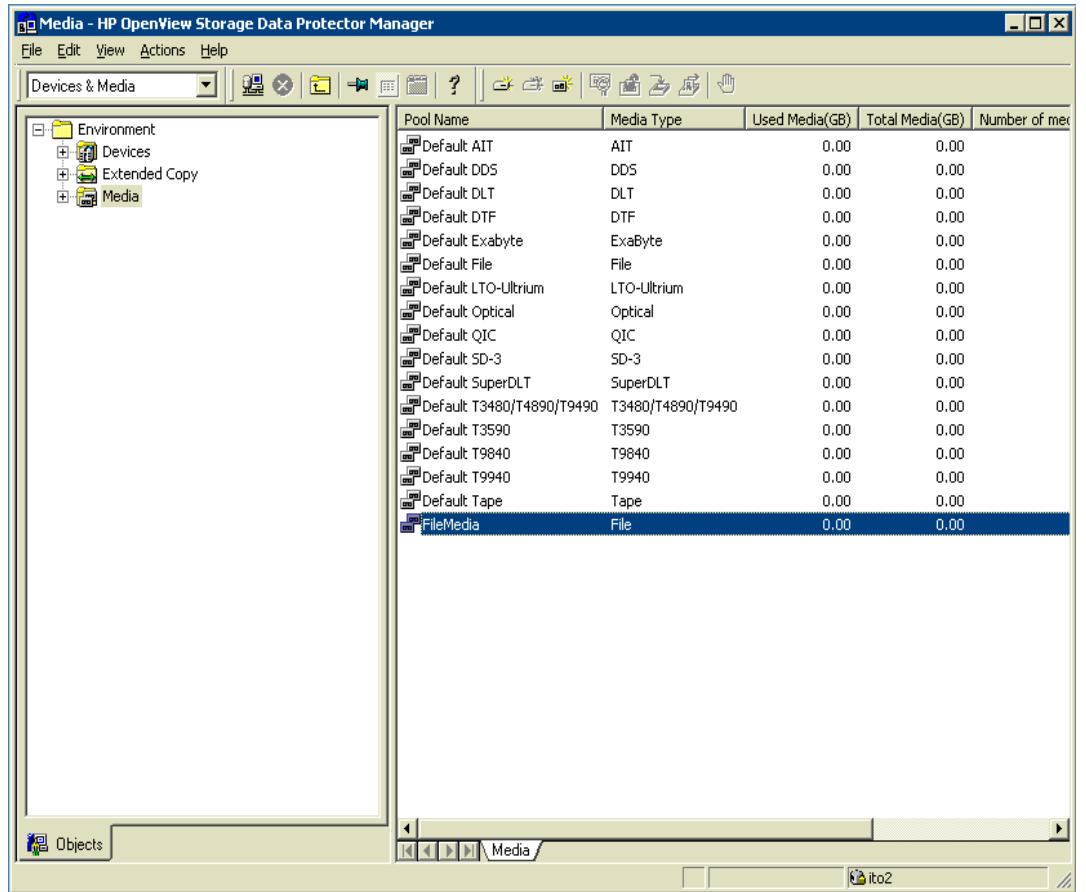 Media - HP OpenView Storage Data Protector Manager
File Edit View Actions Help
Devices & Media
Environment
Devices
Extended Copy
Media
Objects
Pool Name Media Type Used Media(GB) Total Media(GB) Number of med
Default AIT AIT 0.00 0.00
Default DDS DDS 0.00 0.00
Default DLT DLT 0.00 0.00
Default DTF DTF 0.00 0.00
Default Exabyte ExaByte 0.00 0.00
Default File File 0.00 0.00
Default LTO-Ultrium LTO-Ultrium 0.00 0.00
Default Optical Optical 0.00 0.00
Default QIC QIC 0.00 0.00
Default SD-3 SD-3 0.00 0.00
Default SuperDLT SuperDLT 0.00 0.00
Default T3480/T4890/T9490 T3480/T4890/T9490 0.00 0.00
Default T3590 T3590 0.00 0.00
Default T9840 T9840 0.00 0.00
Default T9940 T9940 0.00 0.00
Default Tape Tape 0.00 0.00
FileMedia File 0.00 0.00
Media
ito2